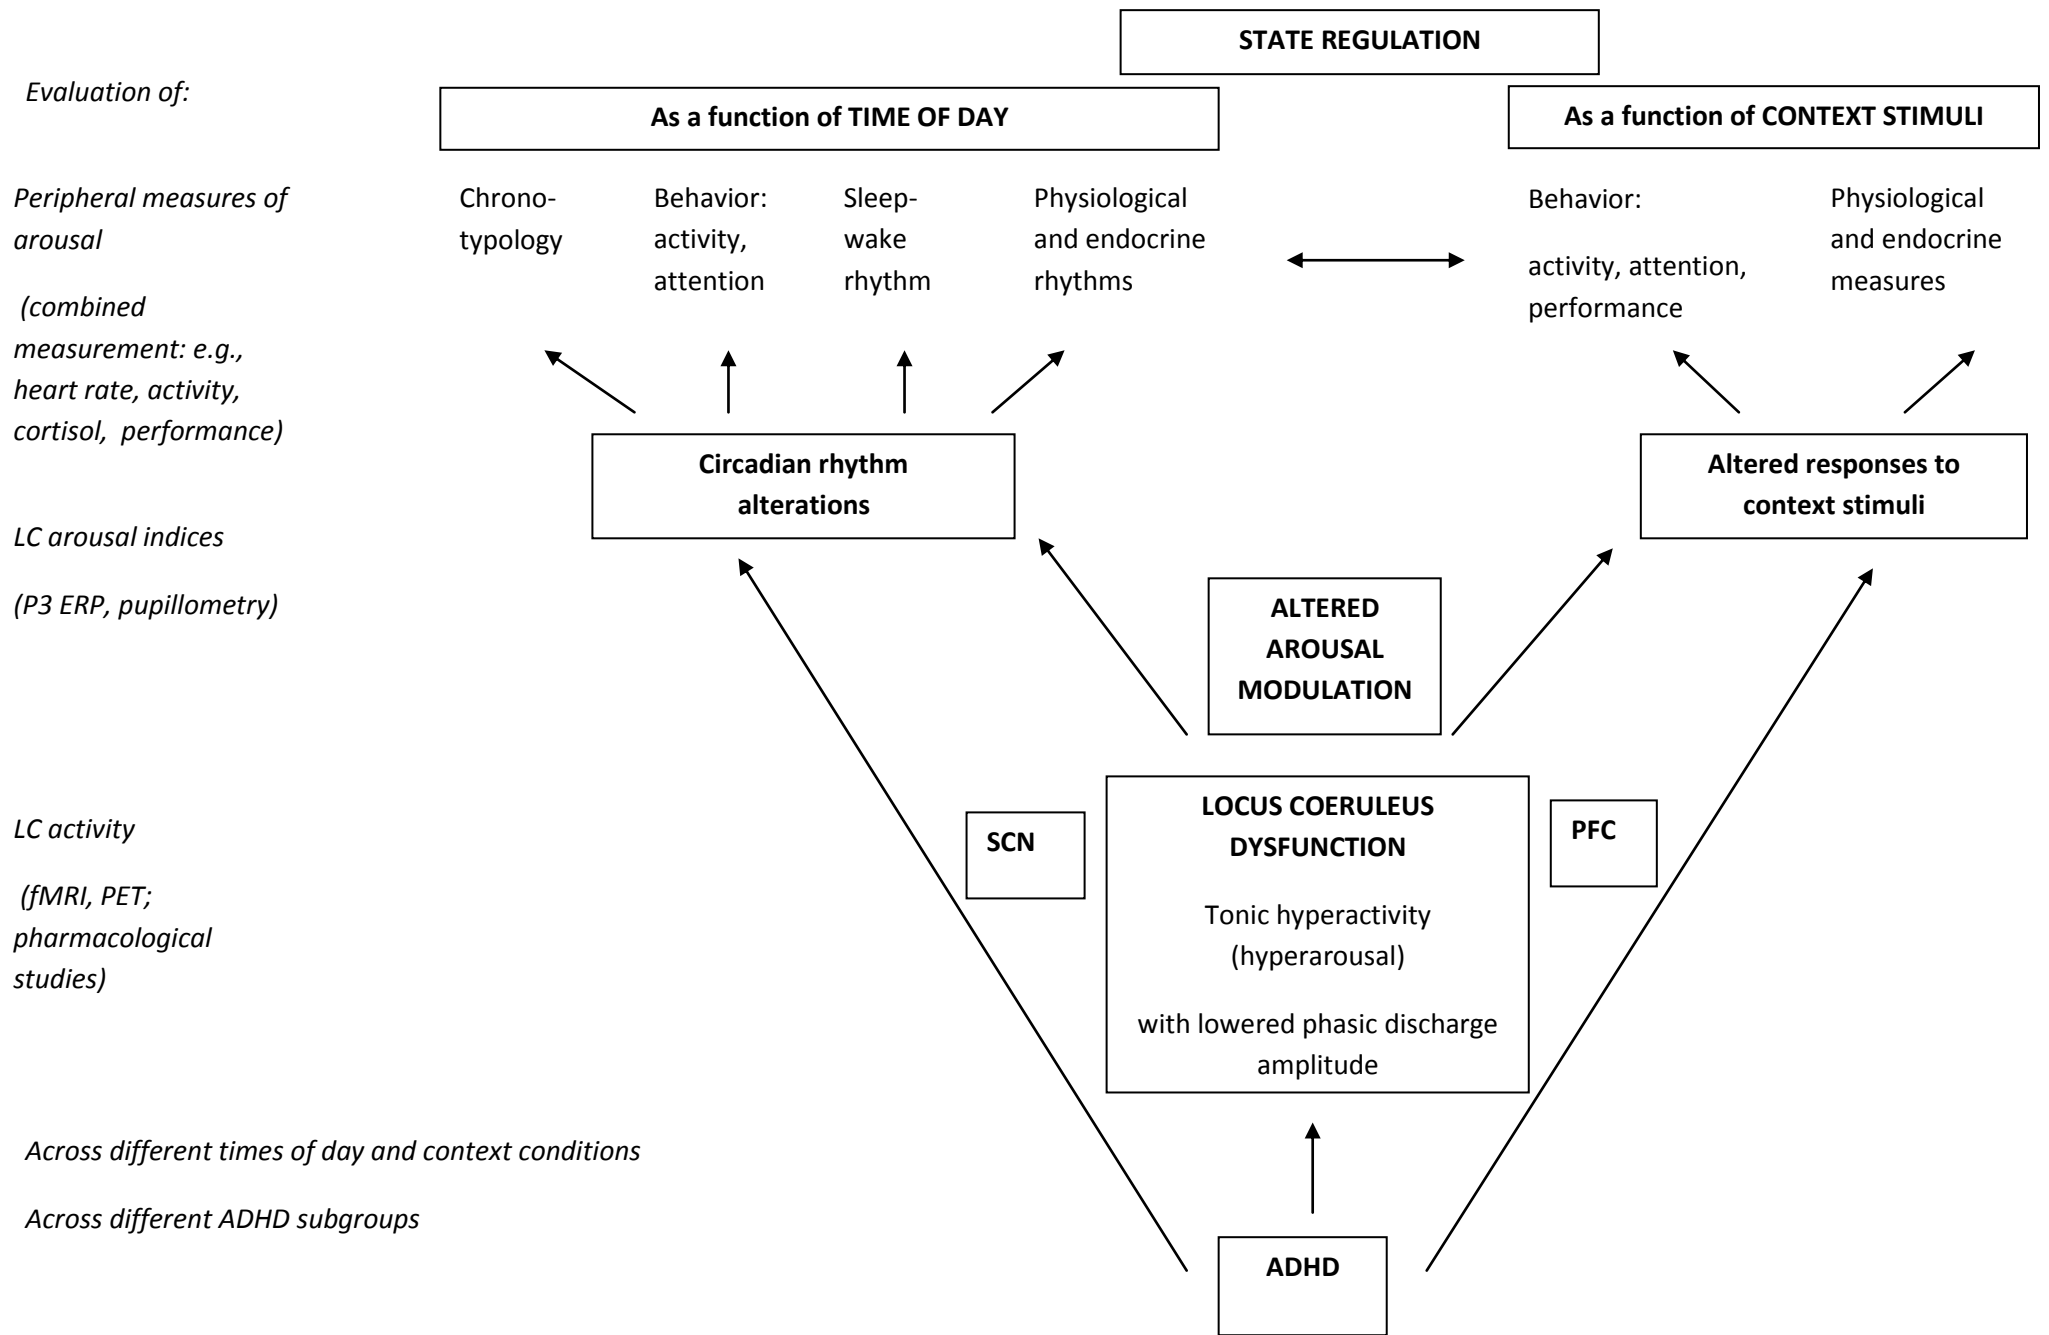 STATE REGULATION
Evaluation of:
As a function of TIME OF DAY
As a function of CONTEXT STIMULI
Peripheral measures of
arousal
(combined
measurement: e.g.,
heart rate, activity,
cortisol, performance)
Chrono-
typology
Behavior:
activity,
attention
Sleep-
wake
rhythm
Physiological
and endocrine
rhythms
Behavior:
activity, attention,
performance
Physiological
and endocrine
measures
Circadian rhythm
alterations
Altered responses to
context stimuli
LC arousal indices
(P3 ERP, pupillometry)
ALTERED
AROUSAL
MODULATION
LC activity
(fMRI, PET;
pharmacological
studies)
SCN
LOCUS COERULEUS
DYSFUNCTION
Tonic hyperactivity
(hyperarousal)
with lowered phasic discharge
amplitude
PFC
Across different times of day and context conditions
Across different ADHD subgroups
ADHD